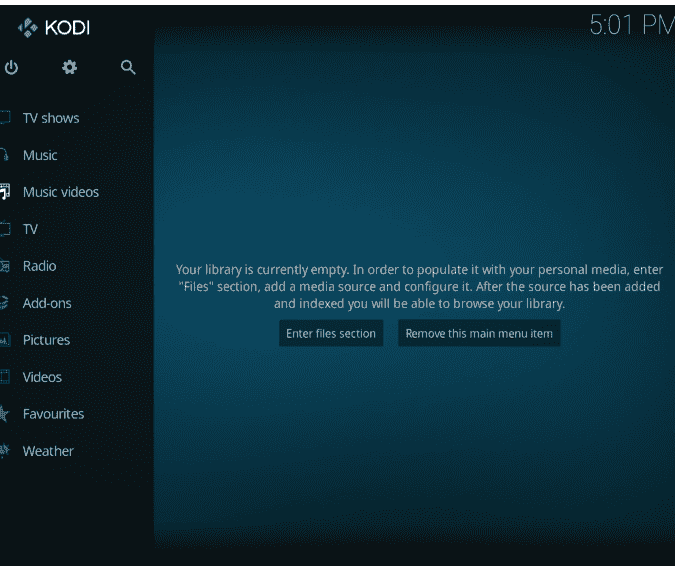 KODI
5:01 PM
TV shows
Music
Music videos
TV
Radio
Add-ons
Pictures
Videos
Favourites
Weather
Your library is currently empty. In order to populate it with your personal media, enter
"Files" section, add a media source and configure it. After the source has been added
and indexed you will be able to browse your library.
Enter files section
Remove this main menu item